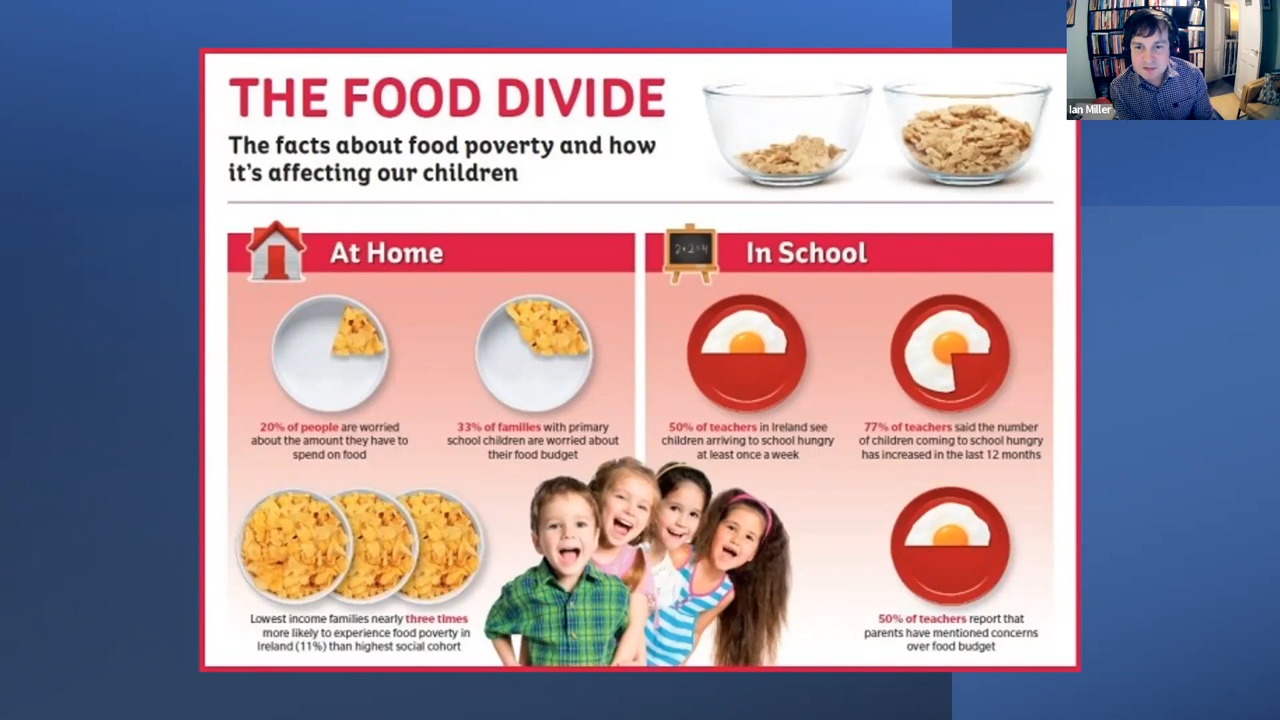 THE FOOD DIVIDE
The facts about food poverty and how
it's affecting our children
Ian Miller
At Home
20% of people are worried
about the amount they have to
spend on food
33% of families with primary
school children are worried about
their food budget
Lowest income families nearly three times
more likely to experience food poverty in
Ireland (11%) than highest social cohort
2+2=4
In School
50% of teachers in Ireland see
children arriving to school hungry
at least once a week
77% of teachers said the number
of children coming to school hungry
has increased in the last 12 months
50% of teachers report that
parents have mentioned concerns
over food budget